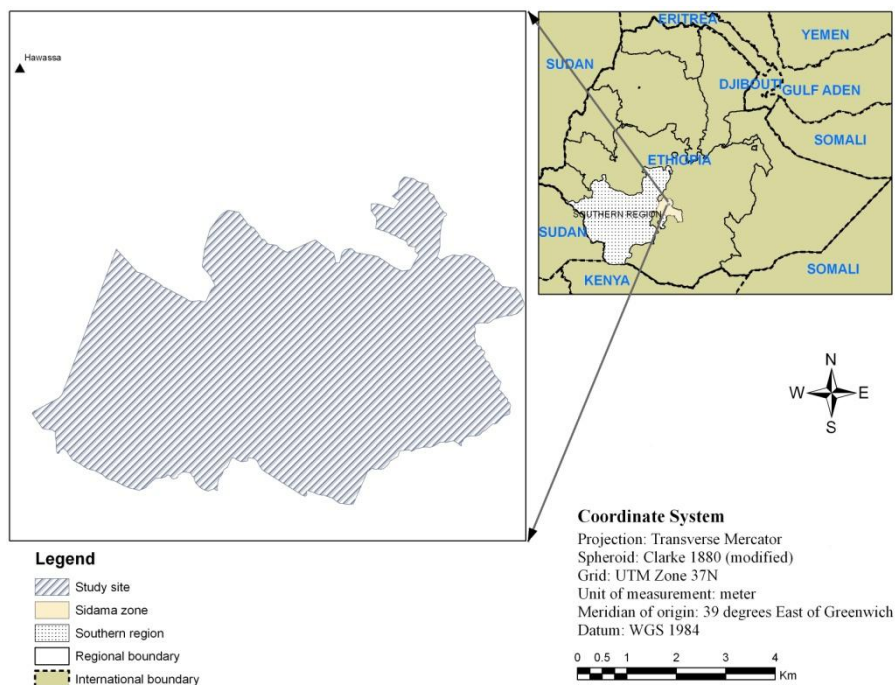 Hawassa
ERITREA
YEMEN
SUDAN
DJIBOUTI
GULF ADEN
SOMALI
ETHIOPIA
SOUTHERN REGION
SUDAN
KENYA
SOMALI
N
W E
S
Legend
Study site
Sidama zone
Southern region
Regional boundary
International boundary
Coordinate System
Projection: Transverse Mercator
Spheroid: Clarke 1880 (modified)
Grid: UTM Zone 37N
Unit of measurement: meter
Meridian of origin: 39 degrees East of Greenwich
Datum: WGS 1984
0 0.5 1 2 3 4
Km